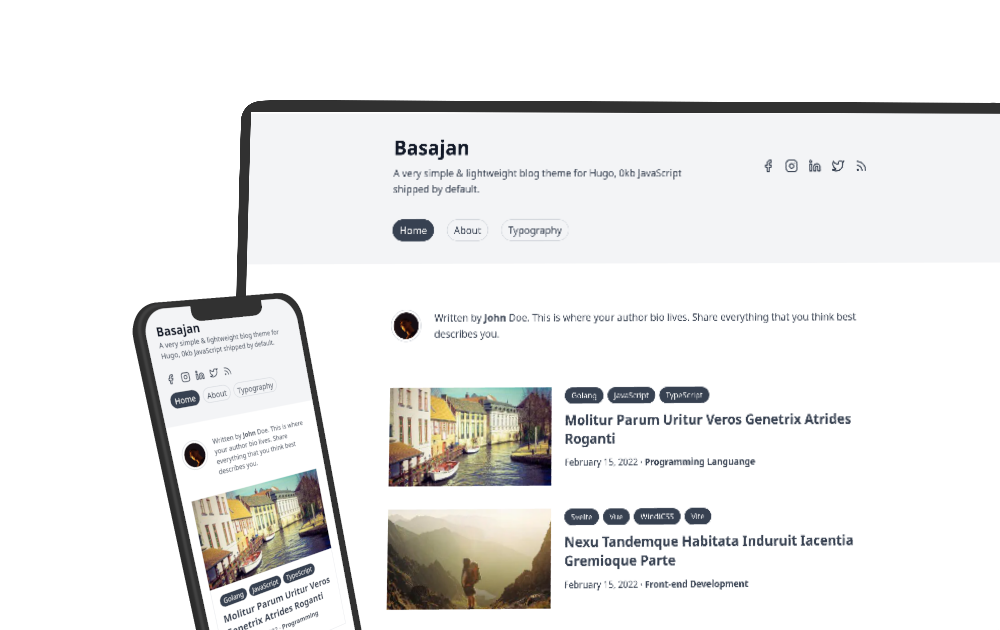 Basajan
A very simple & lightweight blog theme for Hugo, 0kb JavaScript
shipped by default.
Home
About
Typography
Written by John Doe. This is where your author bio lives. Share everything that you think best
describes you.
Golang
JavaScript
TypeScript
Molitur Parum Uritur Veros Genetrix Atrides
Roganti
February 15, 2022 · Programming Languange
Svelte
Vue
WindiCSS
Vite
Nexu Tandemque Habitata Induruit Iacentia
Gremioque Parte
February 15, 2022 · Front-end Development
Basajan
A very simple & lightweight blog theme for
Hugo, 0kb JavaScript shipped by default.
Home
About
Typography
Written by John Doe. This is where
your author bio lives. Share
everything that you think best
describes you.
Golang
JavaScript
TypeScript
Molitur Parum Uritur Veros
Genetrix Atrides Roganti
Programming